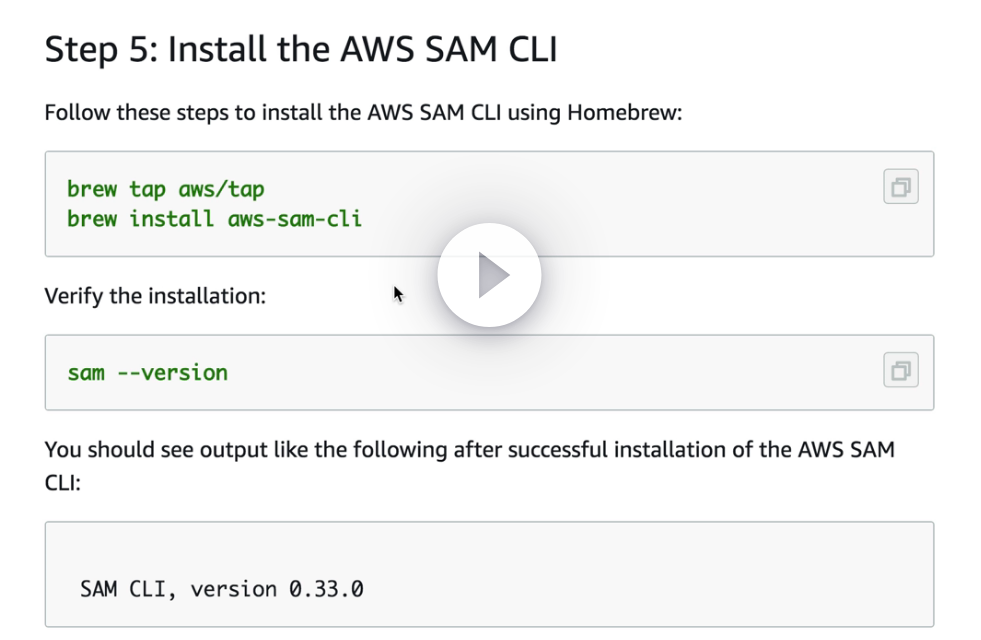 Step 5: Install the AWS SAM CLI
Follow these steps to install the AWS SAM CLI using Homebrew:
brew tap aws/tap
brew install aws-sam-cli
Verify the installation:
sam --version
You should see output like the following after successful installation of the AWS SAM
CLI:
SAM CLI, version 0.33.0